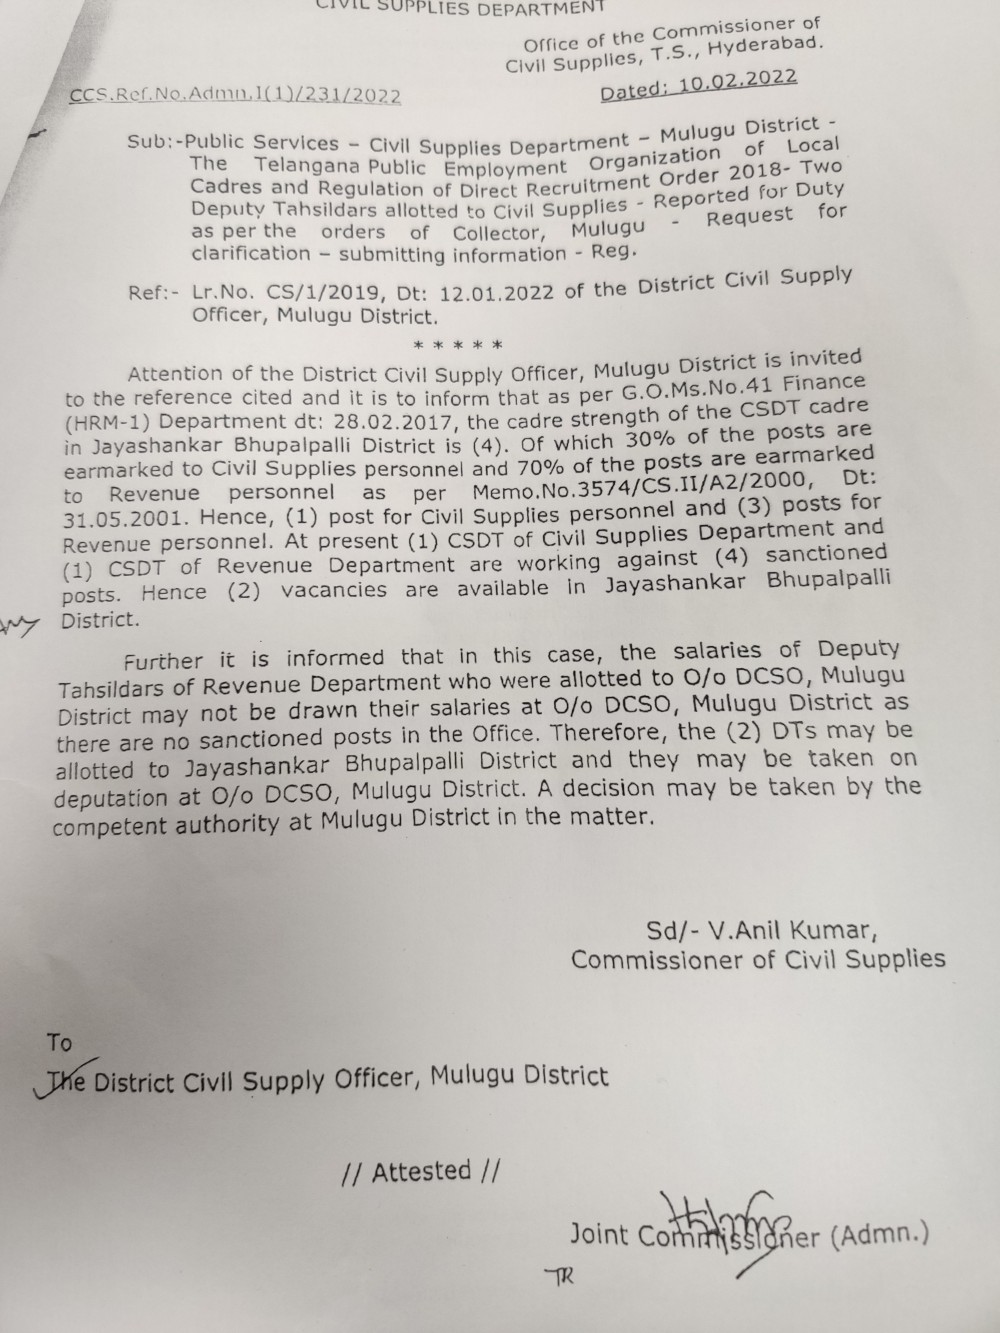 CIVIL SUPPLIES DEPARTMENT
Office of the Commissioner of
Civil Supplies, T.S., Hyderabad.
CCS.Ref.No.Admn.I(1)/231/2022
Dated: 10.02.2022
Sub:-Public Services – Civil Supplies Department – Mulugu District -
The Telangana Public Employment Organization of Local
Cadres and Regulation of Direct Recruitment Order 2018- Two
Deputy Tahsildars allotted to Civil Supplies - Reported for Duty
as per the orders of Collector, Mulugu - Request for
clarification – submitting information - Reg.
Ref:- Lr.No. CS/1/2019, Dt: 12.01.2022 of the District Civil Supply
Officer, Mulugu District.
* * * * *
Attention of the District Civil Supply Officer, Mulugu District is invited
to the reference cited and it is to inform that as per G.O.Ms.No.41 Finance
(HRM-1) Department dt: 28.02.2017, the cadre strength of the CSDT cadre
in Jayashankar Bhupalpalli District is (4). Of which 30% of the posts are
earmarked to Civil Supplies personnel and 70% of the posts are earmarked
to Revenue personnel as per Memo.No.3574/CS.II/A2/2000, Dt:
31.05.2001. Hence, (1) post for Civil Supplies personnel and (3) posts for
Revenue personnel. At present (1) CSDT of Civil Supplies Department and
(1) CSDT of Revenue Department are working against (4) sanctioned
posts. Hence (2) vacancies are available in Jayashankar Bhupalpalli
District.
Further it is informed that in this case, the salaries of Deputy
Tahsildars of Revenue Department who were allotted to O/o DCSO, Mulugu
District may not be drawn their salaries at O/o DCSO, Mulugu District as
there are no sanctioned posts in the Office. Therefore, the (2) DTs may be
allotted to Jayashankar Bhupalpalli District and they may be taken on
deputation at O/o DCSO, Mulugu District. A decision may be taken by the
competent authority at Mulugu District in the matter.
Sd/- V.Anil Kumar,
Commissioner of Civil Supplies
To
The District Civil Supply Officer, Mulugu District
// Attested //
Joint Commissioner (Admn.)
TR